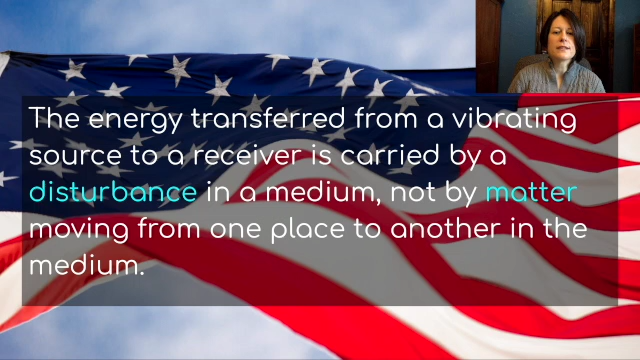 The energy transferred from a vibrating
source to a receiver is carried by a
disturbance in a medium, not by matter
moving from one place to another in the
medium.